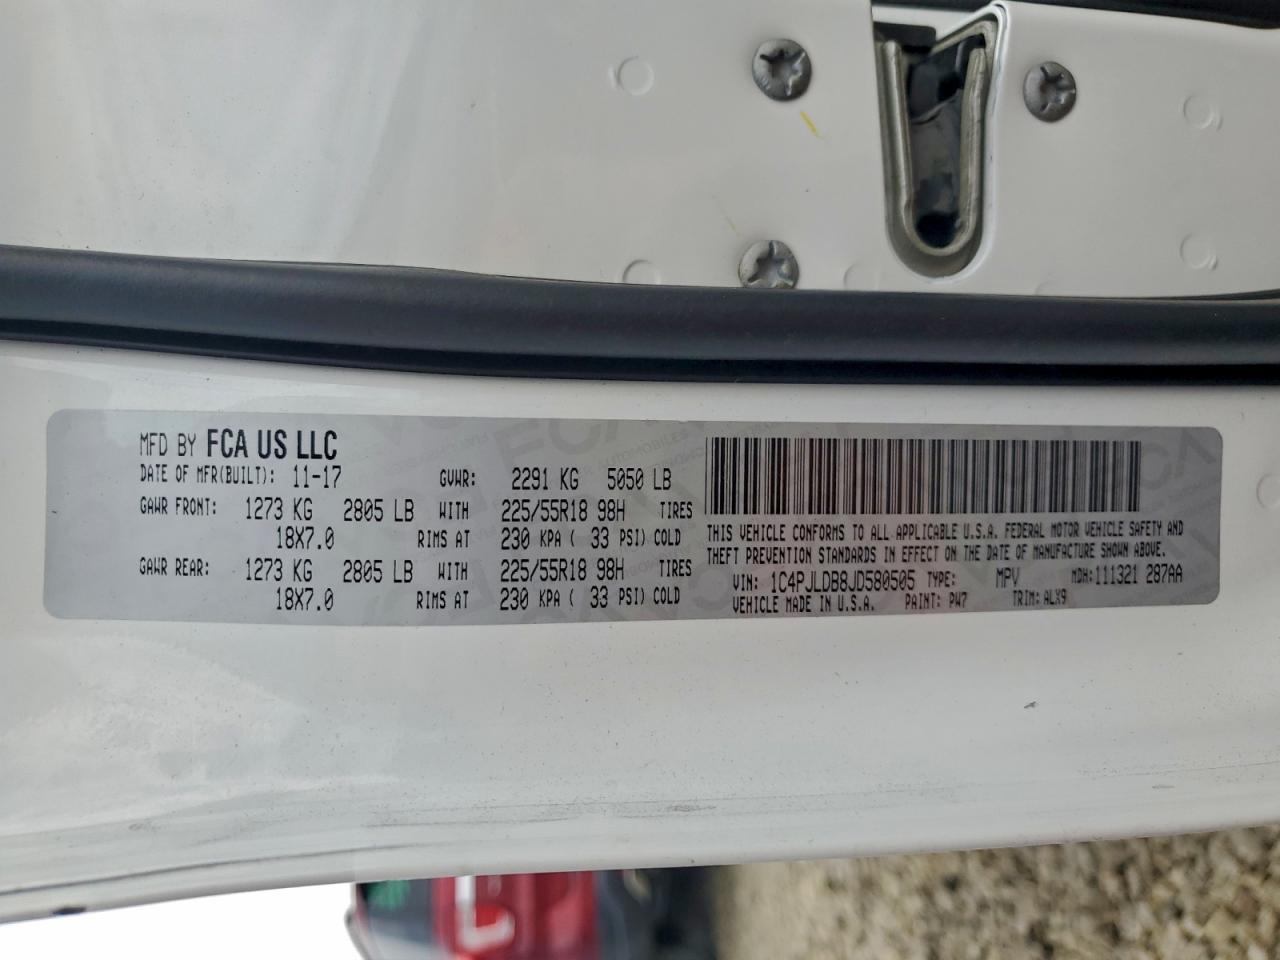 MFD BY FCA US LLC
DATE OF MFR(BUILT): 11-17 GVWR: 2291 KG 5050 LB
GAWR FRONT: 1273 KG 2805 LB WITH 225/55R18 98H TIRES
18X7.0 RIMS AT 230 KPA ( 33 PSI) COLD
GAWR REAR: 1273 KG 2805 LB WITH 225/55R18 98H TIRES
18X7.0 RIMS AT 230 KPA ( 33 PSI) COLD
THIS VEHICLE CONFORMS TO ALL APPLICABLE U.S.A. FEDERAL MOTOR VEHICLE SAFETY AND
THEFT PREVENTION STANDARDS IN EFFECT ON THE DATE OF MANUFACTURE SHOWN ABOVE.
VIN: 1C4PJLDB8JD580505 TYPE: MPV MDH:111321 287AA
VEHICLE MADE IN U.S.A. PAINT: PW7 TRIM: ALX9